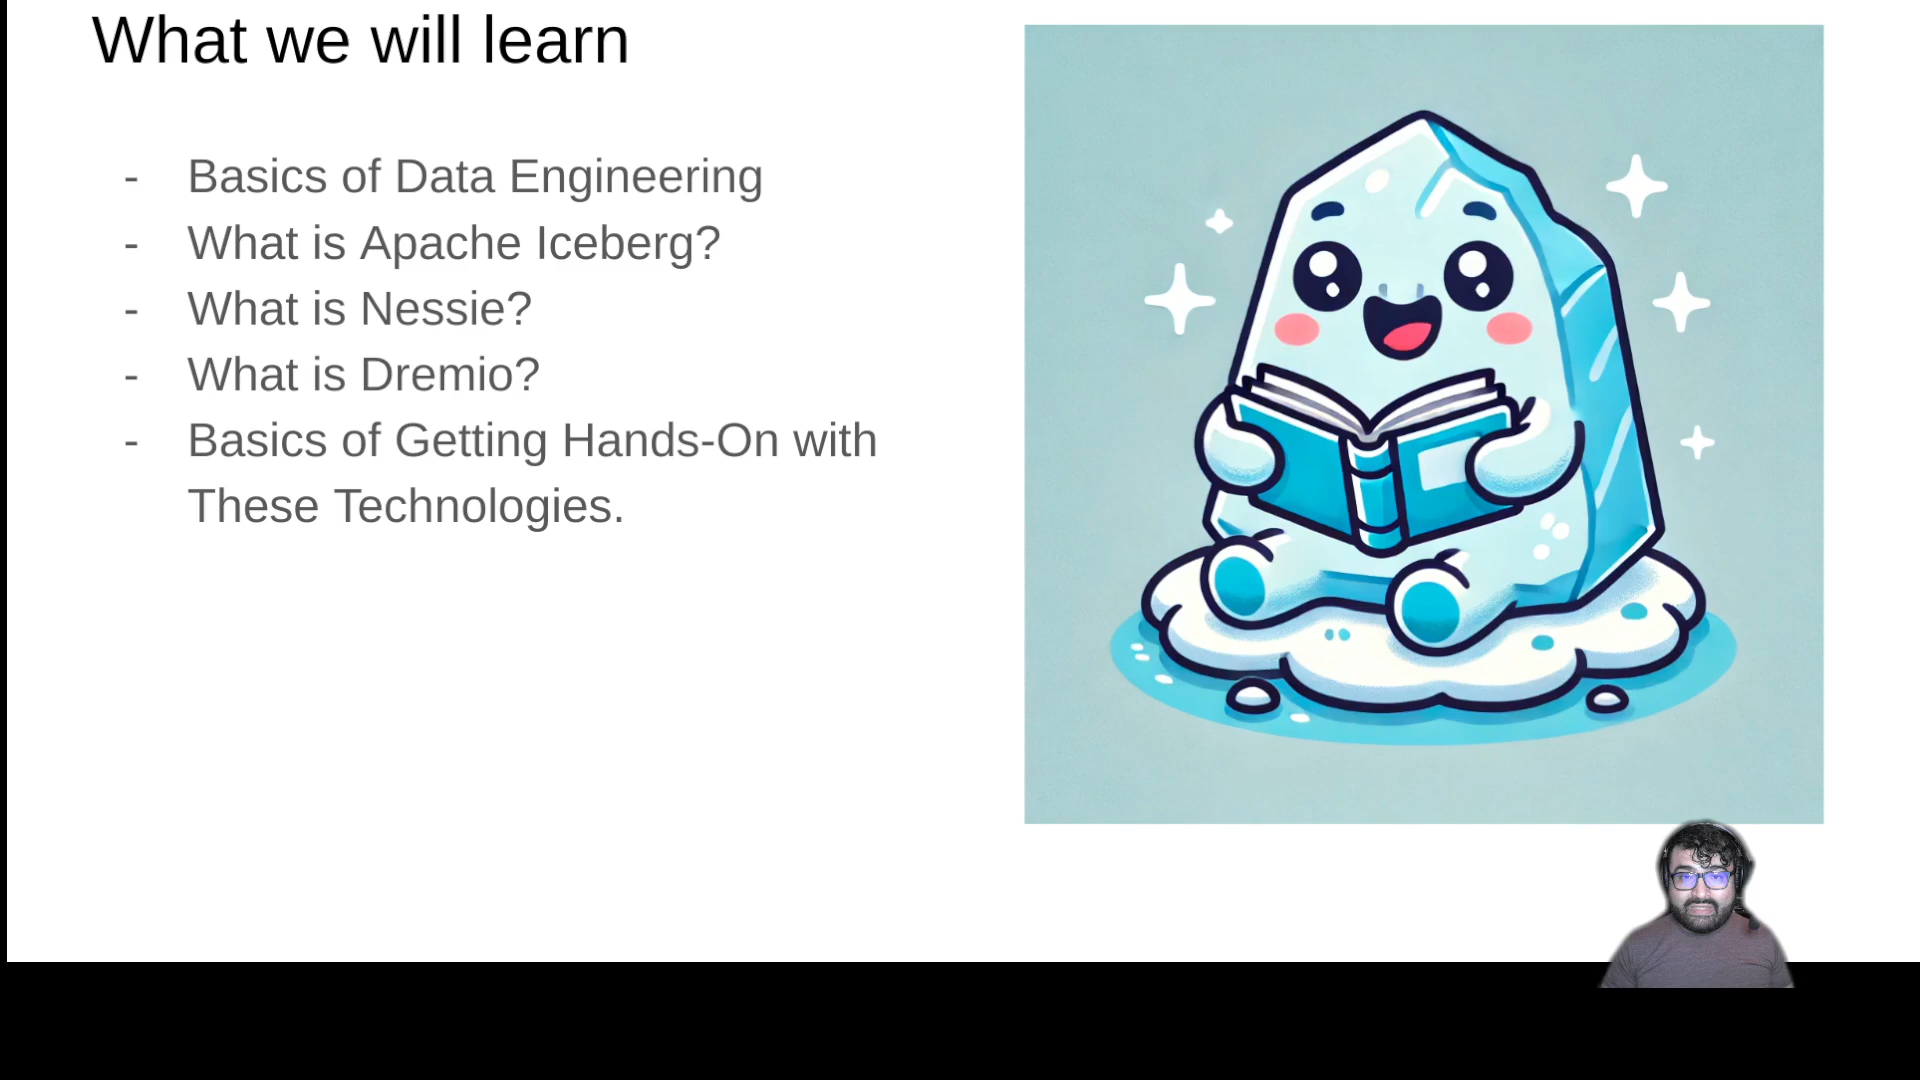 What we will learn
- Basics of Data Engineering
- What is Apache Iceberg?
- What is Nessie?
- What is Dremio?
- Basics of Getting Hands-On with
These Technologies.